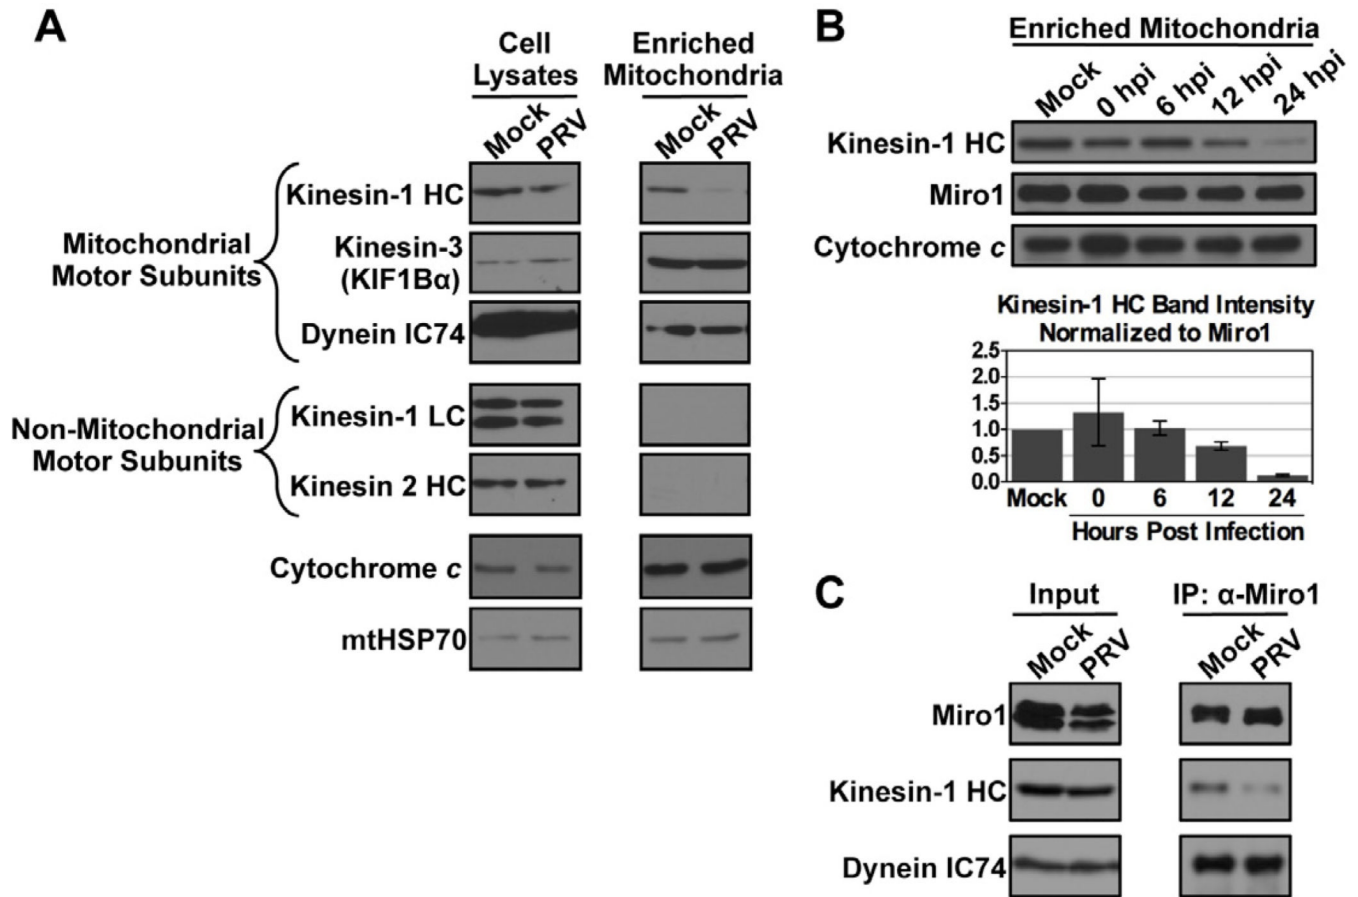 A
Cell
Lysates
Enriched
Mitochondria
Mock
PRV
Mock
PRV
Mitochondrial
Motor Subunits
Kinesin-1 HC
Kinesin-3
(KIF1Bα)
Dynein IC74
Non-Mitochondrial
Motor Subunits
Kinesin-1 LC
Kinesin 2 HC
Cytochrome c
mtHSP70
B
Enriched Mitochondria
Mock
0 hpi
6 hpi
12 hpi
24 hpi
Kinesin-1 HC
Miro1
Cytochrome c
Kinesin-1 HC Band Intensity
Normalized to Miro1
2.5
2.0
1.5
1.0
0.5
0.0
Mock 0 6 12 24
Hours Post Infection
C
Input
IP: α-Miro1
Mock
PRV
Mock
PRV
Miro1
Kinesin-1 HC
Dynein IC74